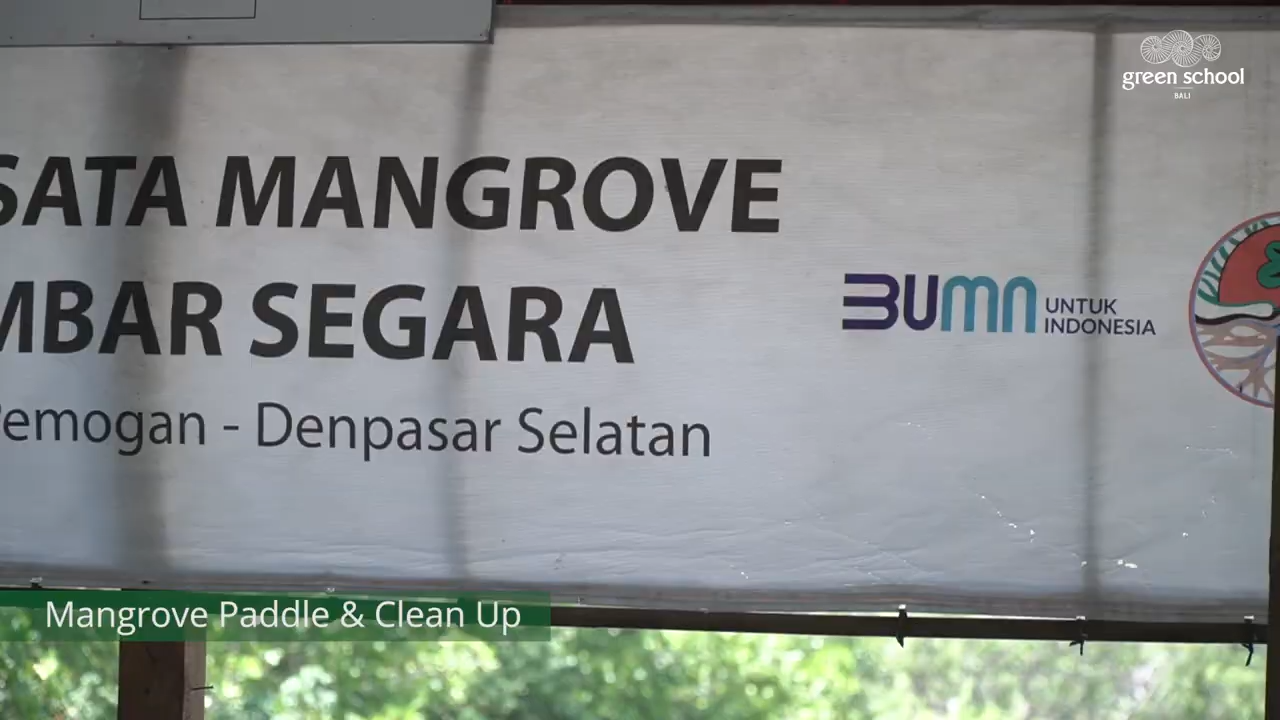 green school
BALI
SATA MANGROVE
MBAR SEGARA
Pemogan - Denpasar Selatan
BUMN
UNTUK
INDONESIA
Mangrove Paddle & Clean Up